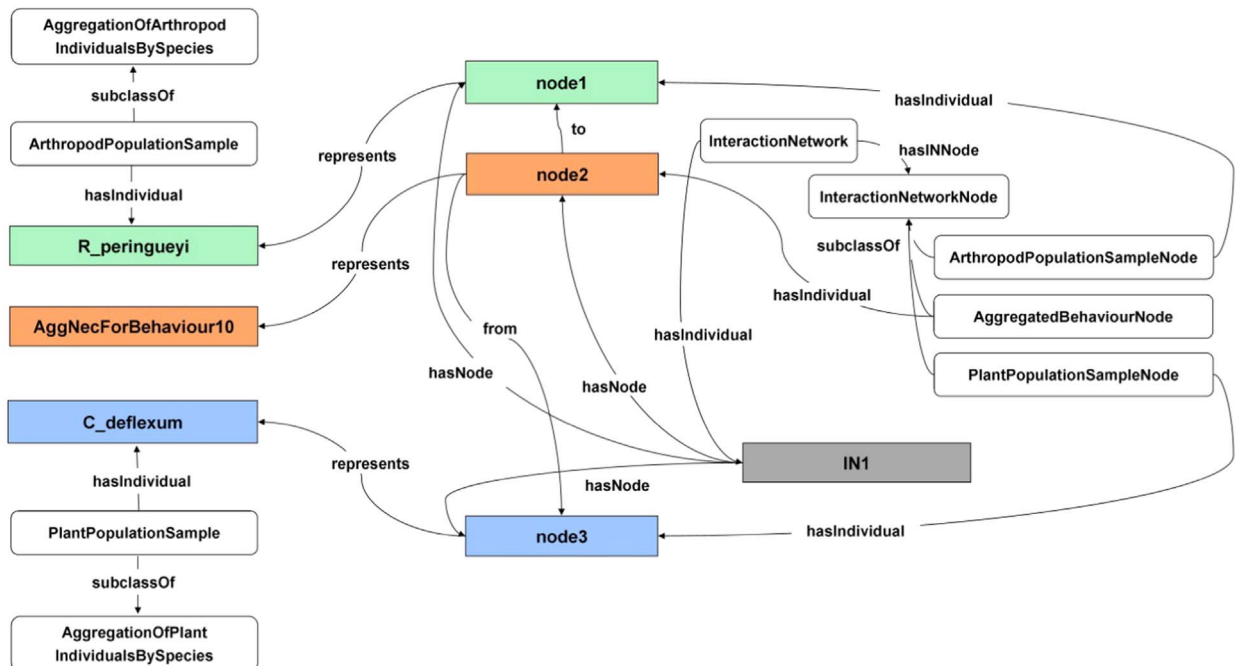 AggregationOfArthropod
IndividualsBySpecies
subclassOf
ArthropodPopulationSample
hasIndividual
R_peringueyi
AggNecForBehaviour10
C_deflexum
hasIndividual
PlantPopulationSample
subclassOf
AggregationOfPlant
IndividualsBySpecies
represents
represents
represents
node1
to
node2
from
hasNode
hasNode
hasNode
node3
hasIndividual
InteractionNetwork
hasINNode
InteractionNetworkNode
subclassOf
ArthropodPopulationSampleNode
hasIndividual
AggregatedBehaviourNode
hasIndividual
PlantPopulationSampleNode
IN1
hasIndividual